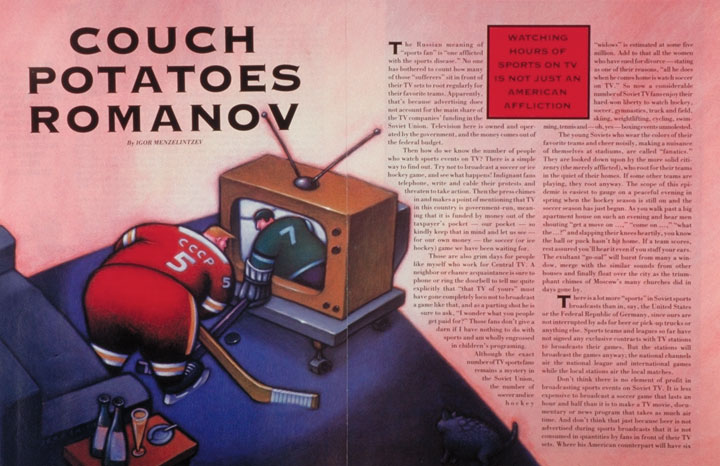 COUCH
POTATOES
ROMANOV
By IGOR MENZELINTZEV
CCCP
5
5
7
The Russian meaning of
"sports fan" is "one afflicted
with the sports disease." No one
has bothered to count how many
of those "sufferers" sit in front of
their TV sets to root regularly for
their favorite teams. Apparently,
that's because advertising does
not account for the main share of
the TV companies' funding in the
Soviet Union. Television here is owned and oper-
ated by the government, and the money comes out of
the federal budget.
Then how do we know the number of people
who watch sports events on TV? There is a simple
way to find out. Try not to broadcast a soccer or ice
hockey game, and see what happens! Indignant fans
telephone, write and cable their protests and
threaten to take action. Then the press chimes
in and makes a point of mentioning that TV
in this country is government-run, mean-
ing that it is funded by money out of the
taxpayer's pocket — our pocket — so
kindly keep that in mind and let us see —
for our own money — the soccer (or ice
hockey) game we have been waiting for.
Those are also grim days for people
like myself who work for Central TV. A
neighbor or chance acquaintance is sure to
phone or ring the doorbell to tell me quite
explicitly that "that TV of yours" must
have gone completely loco not to broadcast
a game like that, and as a parting shot he is
sure to ask, "I wonder what you people
get paid for?" Those fans don't give a
darn if I have nothing to do with
sports and am wholly engrossed
in children's programing.
Although the exact
number of TV sports fans
remains a mystery in
the Soviet Union,
the number of
soccer and ice
hockey
WATCHING
HOURS OF
SPORTS ON TV
IS NOT JUST AN
AMERICAN
AFFLICTION.
"widows" is estimated at some five
million. Add to that all the women
who have sued for divorce — stating
as one of their reasons, "all he does
when he comes home is watch soccer
on TV." So now a considerable
number of Soviet TV fans enjoy their
hard-won liberty to watch hockey,
soccer, gymnastics, track and field,
skiing, weightlifting, cycling, swim-
ming, tennis and — oh, yes — boxing events unmolested.
The young Soviets who wear the colors of their
favorite teams and cheer noisily, making a nuisance
of themselves at stadiums, are called "fanatics."
They are looked down upon by the more solid citi-
zenry (the merely afflicted), who root for their teams
in the quiet of their homes. If some other teams are
playing, they root anyway. The scope of this epi-
demic is easiest to gauge on a peaceful evening in
spring when the hockey season is still on and the
soccer season has just begun. As you walk past a big
apartment house on such an evening and hear men
shouting "get a move on ...," "come on ...," "what
the ...!" and slapping their knees heartily, you know
the ball or puck hasn't hit home. If a team scores,
rest assured you'll hear it even if you stuff your ears.
The exultant "go-oal" will burst from many a win-
dow, merge with the similar sounds from other
houses and finally float over the city as the trium-
phant chimes of Moscow's many churches did in
days gone by.
There is a lot more "sports" in Soviet sports
broadcasts than in, say, the United States
or the Federal Republic of Germany, since ours are
not interrupted by ads for beer or pick-up trucks or
anything else. Sports teams and leagues so far have
not signed any exclusive contracts with TV stations
to broadcast their games. But the stations will
broadcast the games anyway; the national channels
air the national league and international games
while the local stations air the local matches.
Don't think there is no element of profit in
broadcasting sports events on Soviet TV. It is less
expensive to broadcast a soccer game that lasts an
hour and half than it is to make a TV movie, docu-
mentary or news program that takes as much air
time. And don't think that just because beer is not
advertised during sports broadcasts that it is not
consumed in quantities by fans in front of their TV
sets. Where his American counterpart will have six